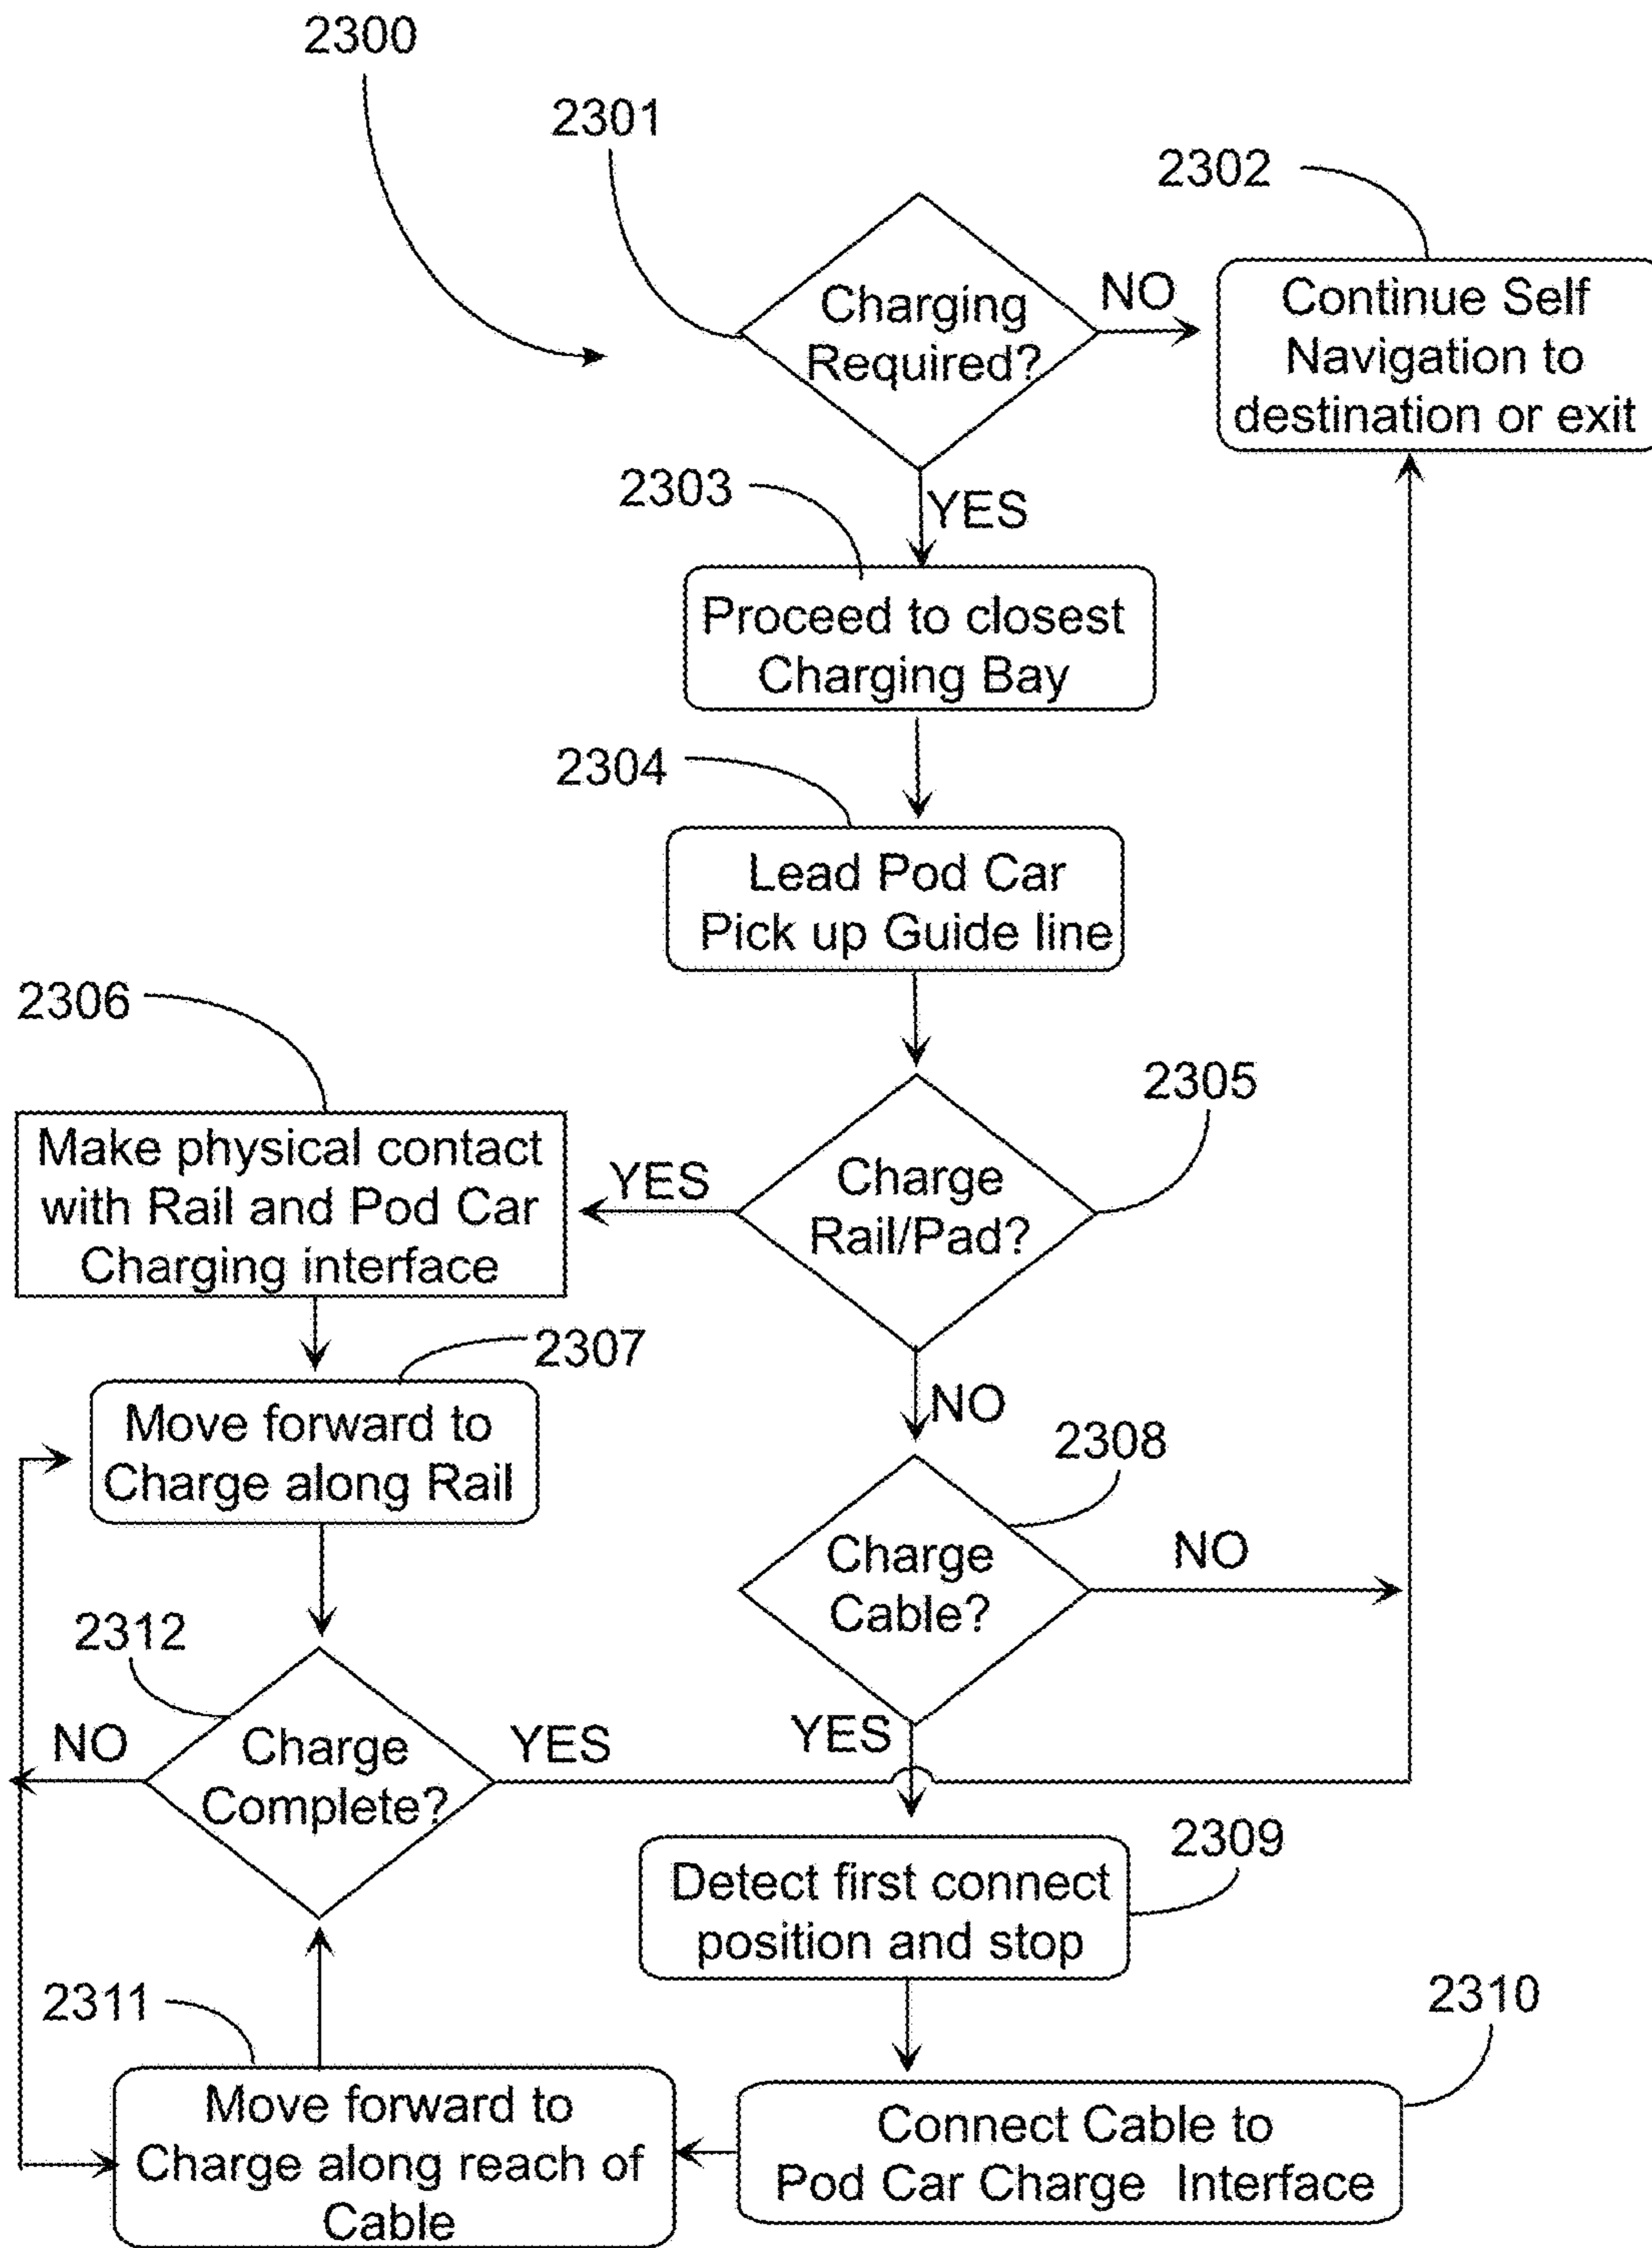 2300
2301
2302
Charging
Required?
NO
Continue Self
Navigation to
destination or exit
2303
YES
Proceed to closest
Charging Bay
2304
Lead Pod Car
Pick up Guide line
2306
2305
Make physical contact
with Rail and Pod Car
Charging interface
YES
Charge
Rail/Pad?
2307
NO
Move forward to
Charge along Rail
2308
Charge
Cable?
NO
2312
YES
NO
Charge
Complete?
YES
2309
Detect first connect
position and stop
2311
2310
Move forward to
Charge along reach of
Cable
Connect Cable to
Pod Car Charge Interface